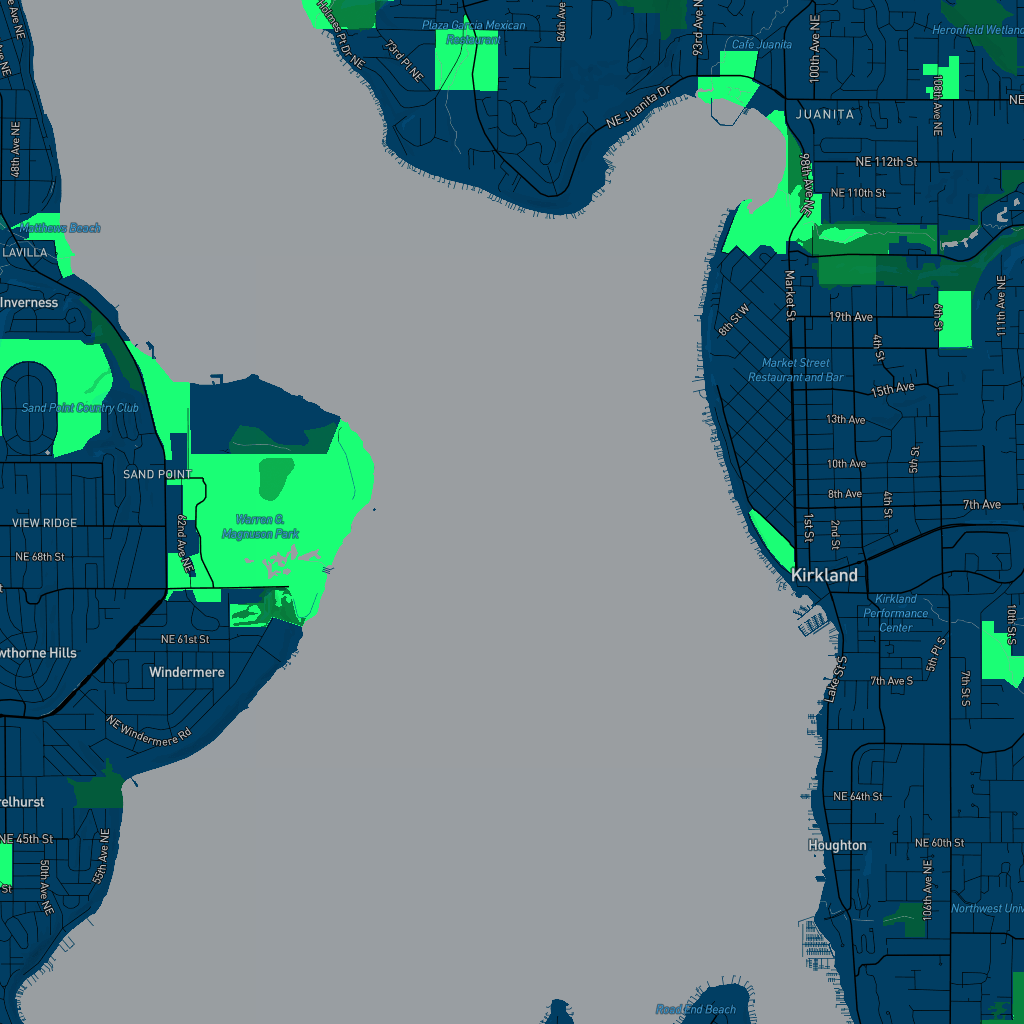 Holmes Pt Dr NE
Plaza Garcia Mexican
Restaurant
84th Ave
93rd Ave N
Cafe Juanita
100th Ave NE
Heronfield Wetland
73rd Pl NE
NE Juanita Dr
108th Ave NE
NE
JUANITA
48th Ave NE
98th Ave NE
NE 112th St
NE 110th St
Matthews Beach
LAVILLA
Inverness
Market St
8th St W
19th Ave
6th St
111th Ave NE
4th St
Market Street
Restaurant and Bar
15th Ave
Sand Point Country Club
13th Ave
SAND POINT
10th Ave
5th St
8th Ave
4th St
7th Ave
VIEW RIDGE
62nd Ave NE
Warren G.
Magnuson Park
1st St
2nd St
NE 68th St
Kirkland
Kirkland
Performance
Center
10th St S
NE 61st St
5th Pl S
wthorne Hills
Windermere
Lake St S
7th Ave S
7th St S
NE Windermere Rd
relhurst
NE 64th St
NE 45th St
55th Ave NE
Houghton
NE 60th St
St
50th Ave NE
106th Ave NE
Northwest Univ
Road End Beach